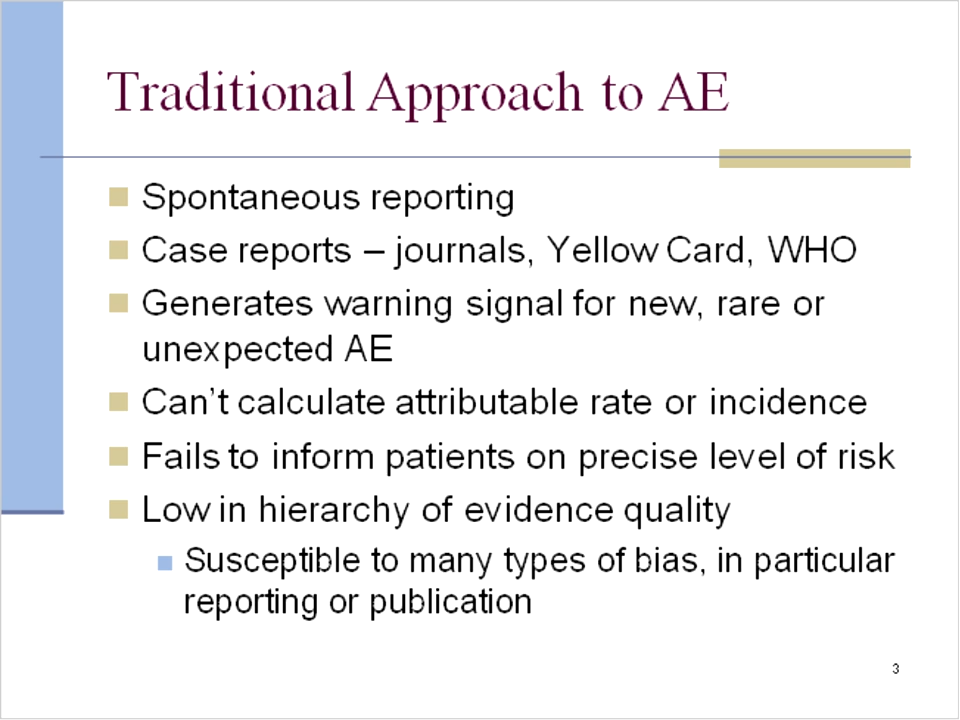 Traditional Approach to AE
Spontaneous reporting
Case reports – journals, Yellow Card, WHO
Generates warning signal for new, rare or
unexpected AE
Can't calculate attributable rate or incidence
Fails to inform patients on precise level of risk
Low in hierarchy of evidence quality
Susceptible to many types of bias, in particular
reporting or publication
3